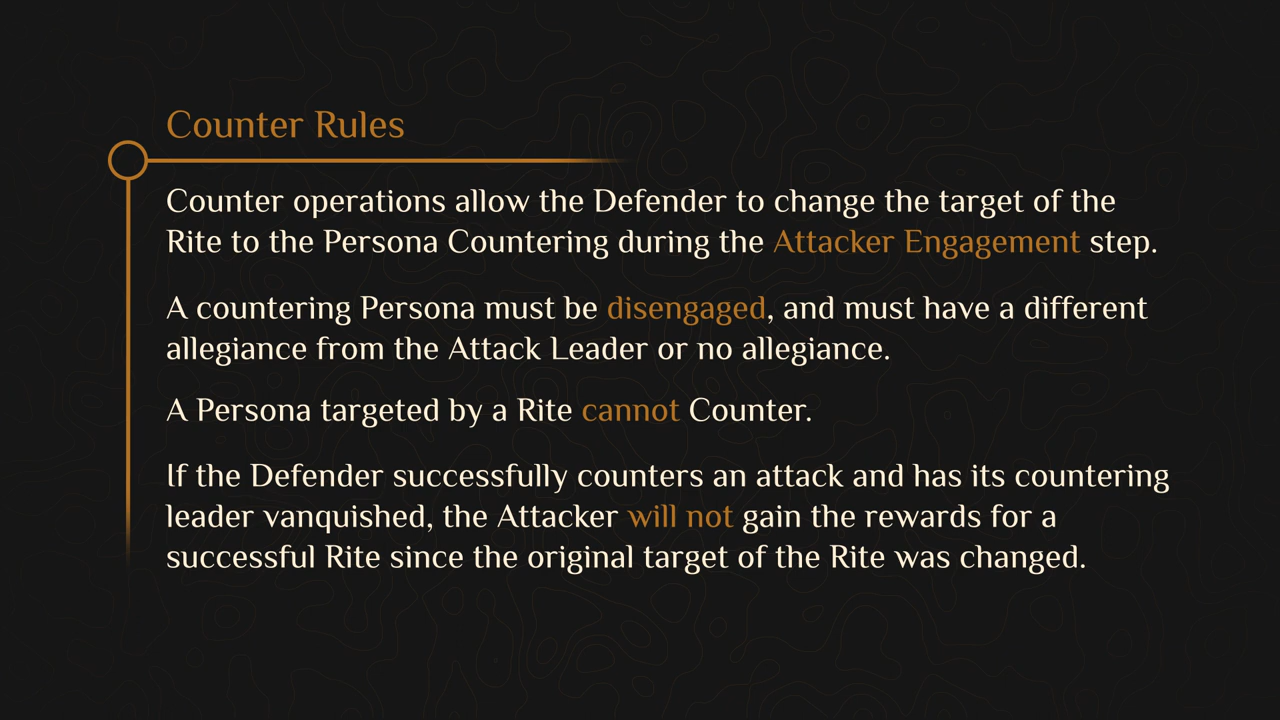 Counter Rules
Counter operations allow the Defender to change the target of the
Rite to the Persona Countering during the Attacker Engagement step.
A countering Persona must be disengaged, and must have a different
allegiance from the Attack Leader or no allegiance.
A Persona targeted by a Rite cannot Counter.
If the Defender successfully counters an attack and has its countering
leader vanquished, the Attacker will not gain the rewards for a
successful Rite since the original target of the Rite was changed.